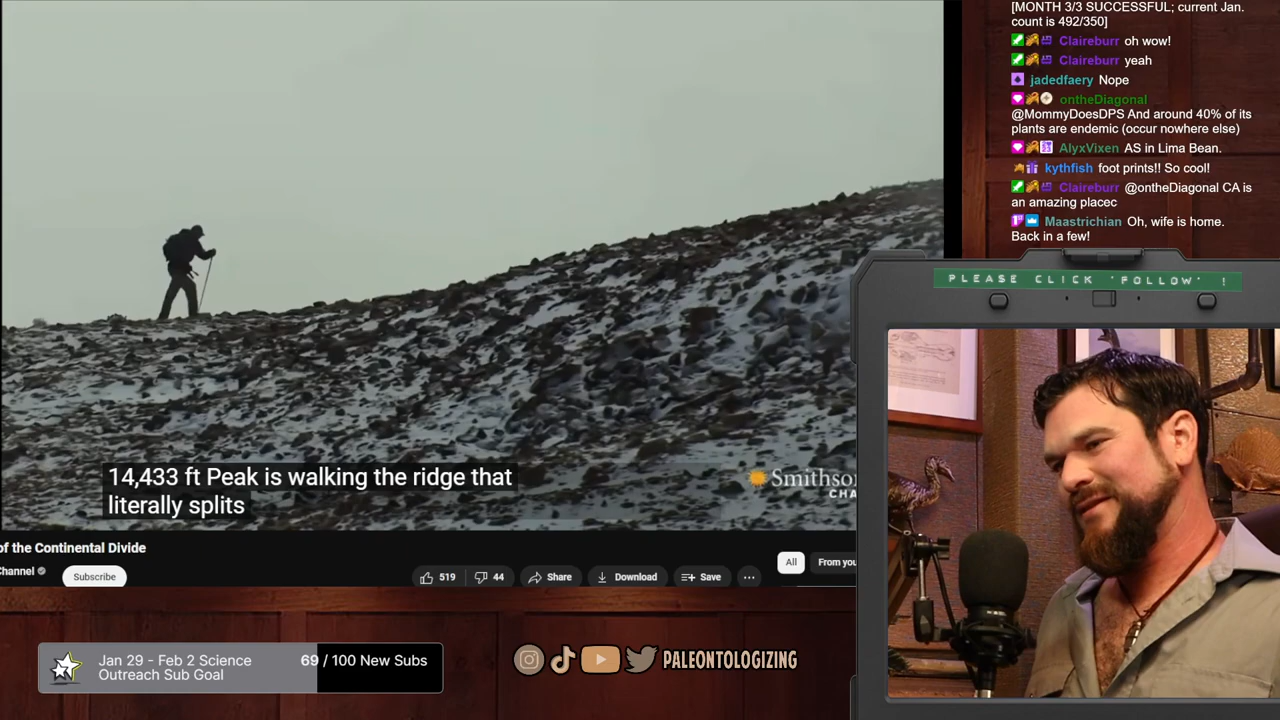 [MONTH 3/3 SUCCESSFUL; current Jan.
count is 492/350]
Claireburr oh wow!
Claireburr yeah
jadedfaery Nope
ontheDiagonal
@MommyDoesDPS And around 40% of its
plants are endemic (occur nowhere else)
AlyxVixen AS in Lima Bean.
kythfish foot prints!! So cool!
Claireburr @ontheDiagonal CA is
an amazing placec
Maastrichian Oh, wife is home.
Back in a few!
PLEASE CLICK "FOLLOW" !
14,433 ft Peak is walking the ridge that
literally splits
Smithso
CHA
of the Continental Divide
Channel
Subscribe
519
44
Share
Download
Save
All
From you
Jan 29 - Feb 2 Science
Outreach Sub Goal
69 / 100 New Subs
PALEONTOLOGIZING